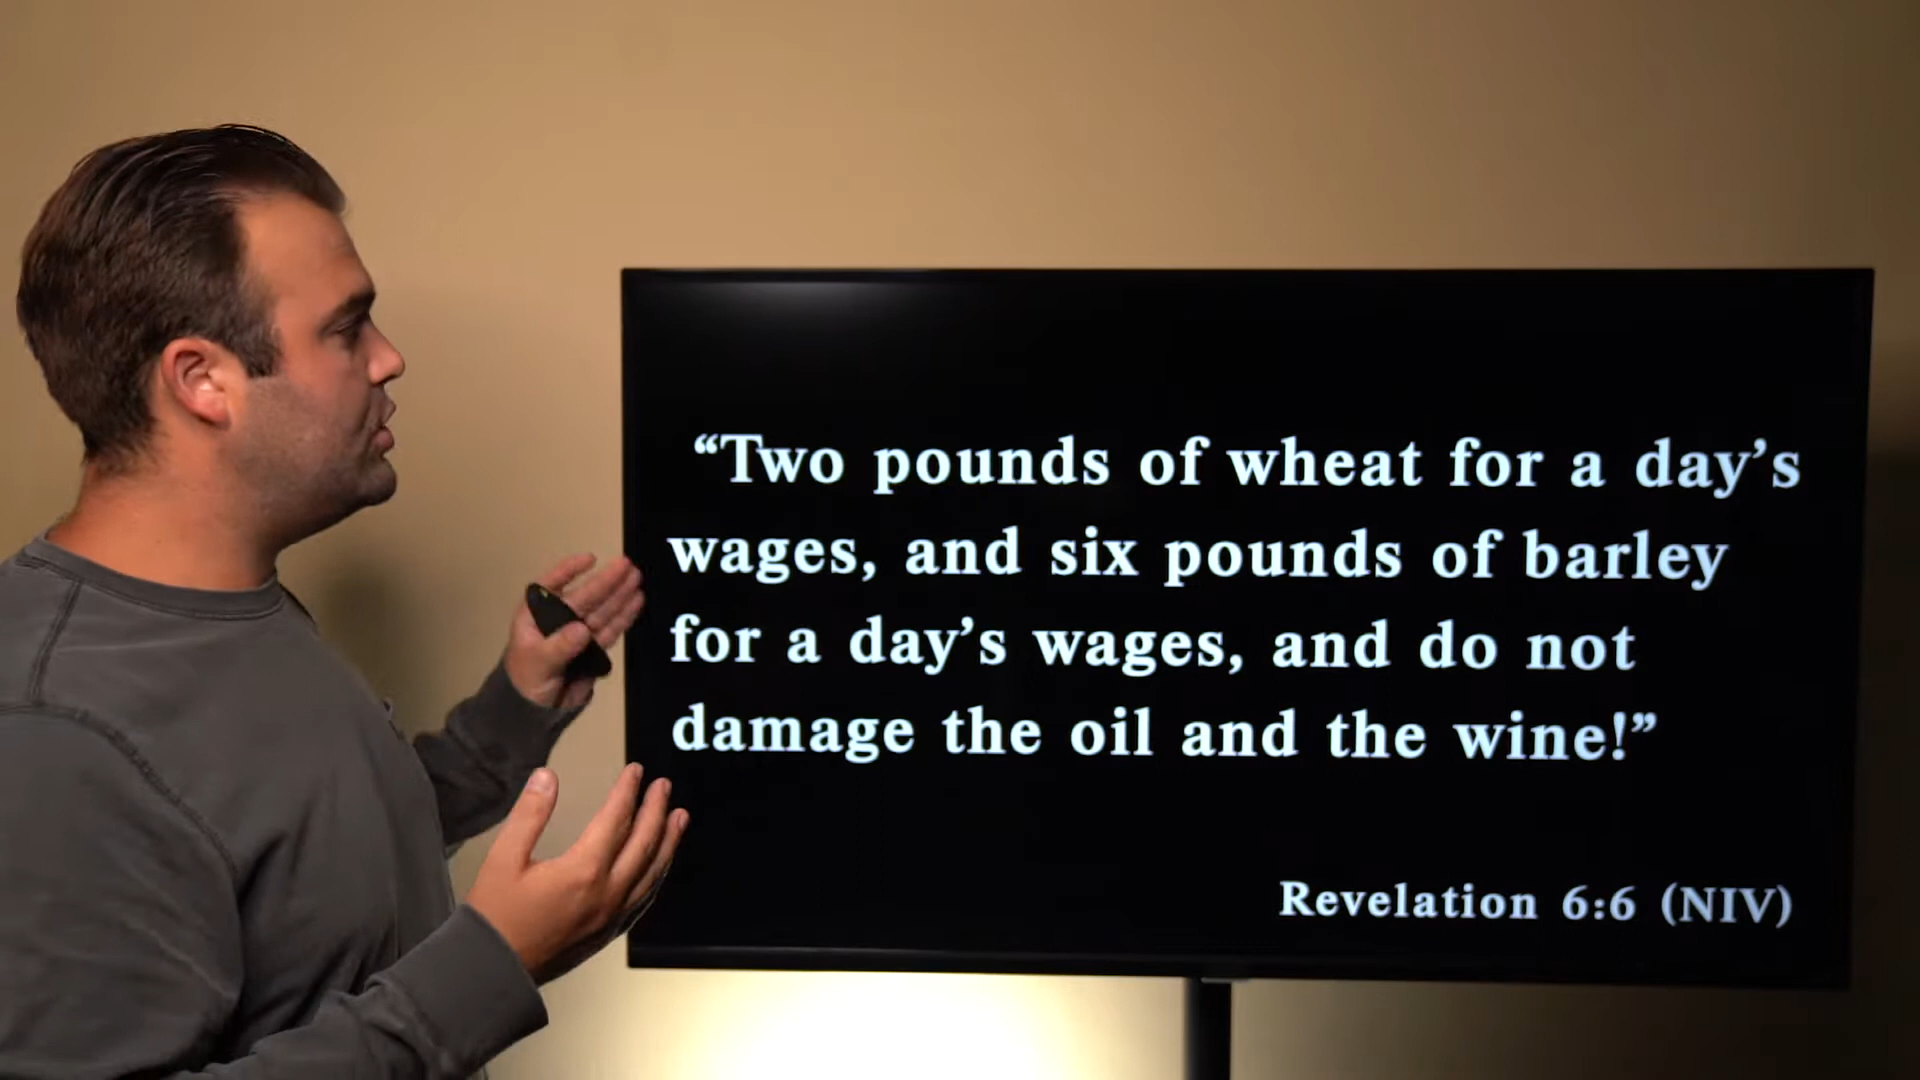 “Two pounds of wheat for a day’s
wages, and six pounds of barley
for a day’s wages, and do not
damage the oil and the wine!”
Revelation 6:6 (NIV)